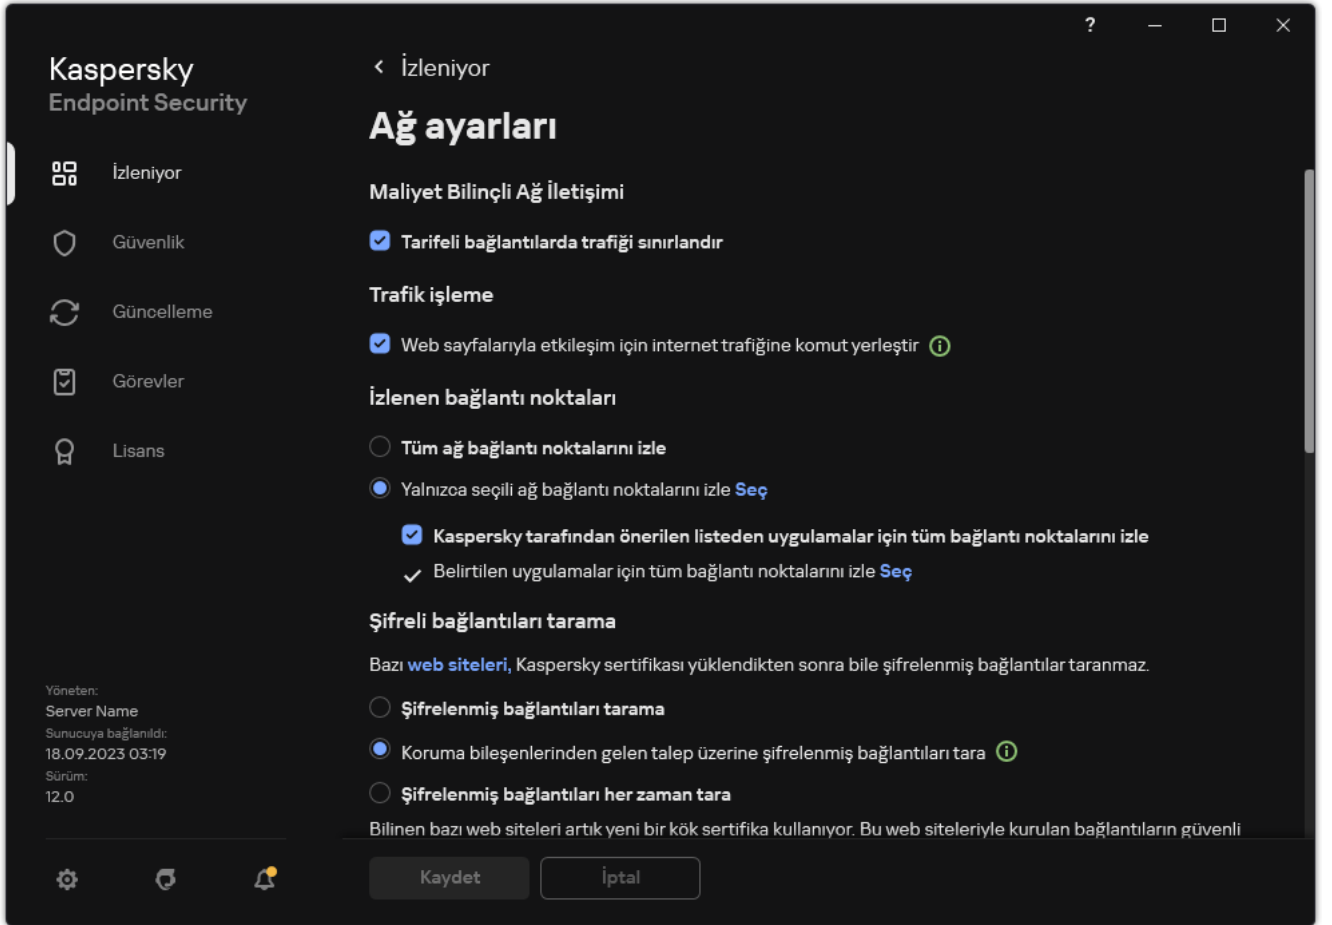 ?
Kaspersky
Endpoint Security
İzleniyor
Güvenlik
Güncelleme
Görevler
Lisans
Yöneten:
Server Name
Sunucuya bağlanıldı:
18.09.2023 03:19
Sürüm:
12.0
İzleniyor
Ağ ayarları
Maliyet Bilinçli Ağ İletişimi
Tarifeli bağlantılarda trafiği sınırlandır
Trafik işleme
Web sayfalarıyla etkileşim için internet trafiğine komut yerleştir
İzlenen bağlantı noktaları
Tüm ağ bağlantı noktalarını izle
Yalnızca seçili ağ bağlantı noktalarını izle Seç
Kaspersky tarafından önerilen listeden uygulamalar için tüm bağlantı noktalarını izle
Belirtilen uygulamalar için tüm bağlantı noktalarını izle Seç
Şifreli bağlantıları tarama
Bazı web siteleri, Kaspersky sertifikası yüklendikten sonra bile şifrelenmiş bağlantılar taranmaz.
Şifrelenmiş bağlantıları tarama
Koruma bileşenlerinden gelen talep üzerine şifrelenmiş bağlantıları tara
Şifrelenmiş bağlantıları her zaman tara
Bilinen bazı web siteleri artık yeni bir kök sertifika kullanıyor. Bu web siteleriyle kurulan bağlantıların güvenli
Kaydet
İptal